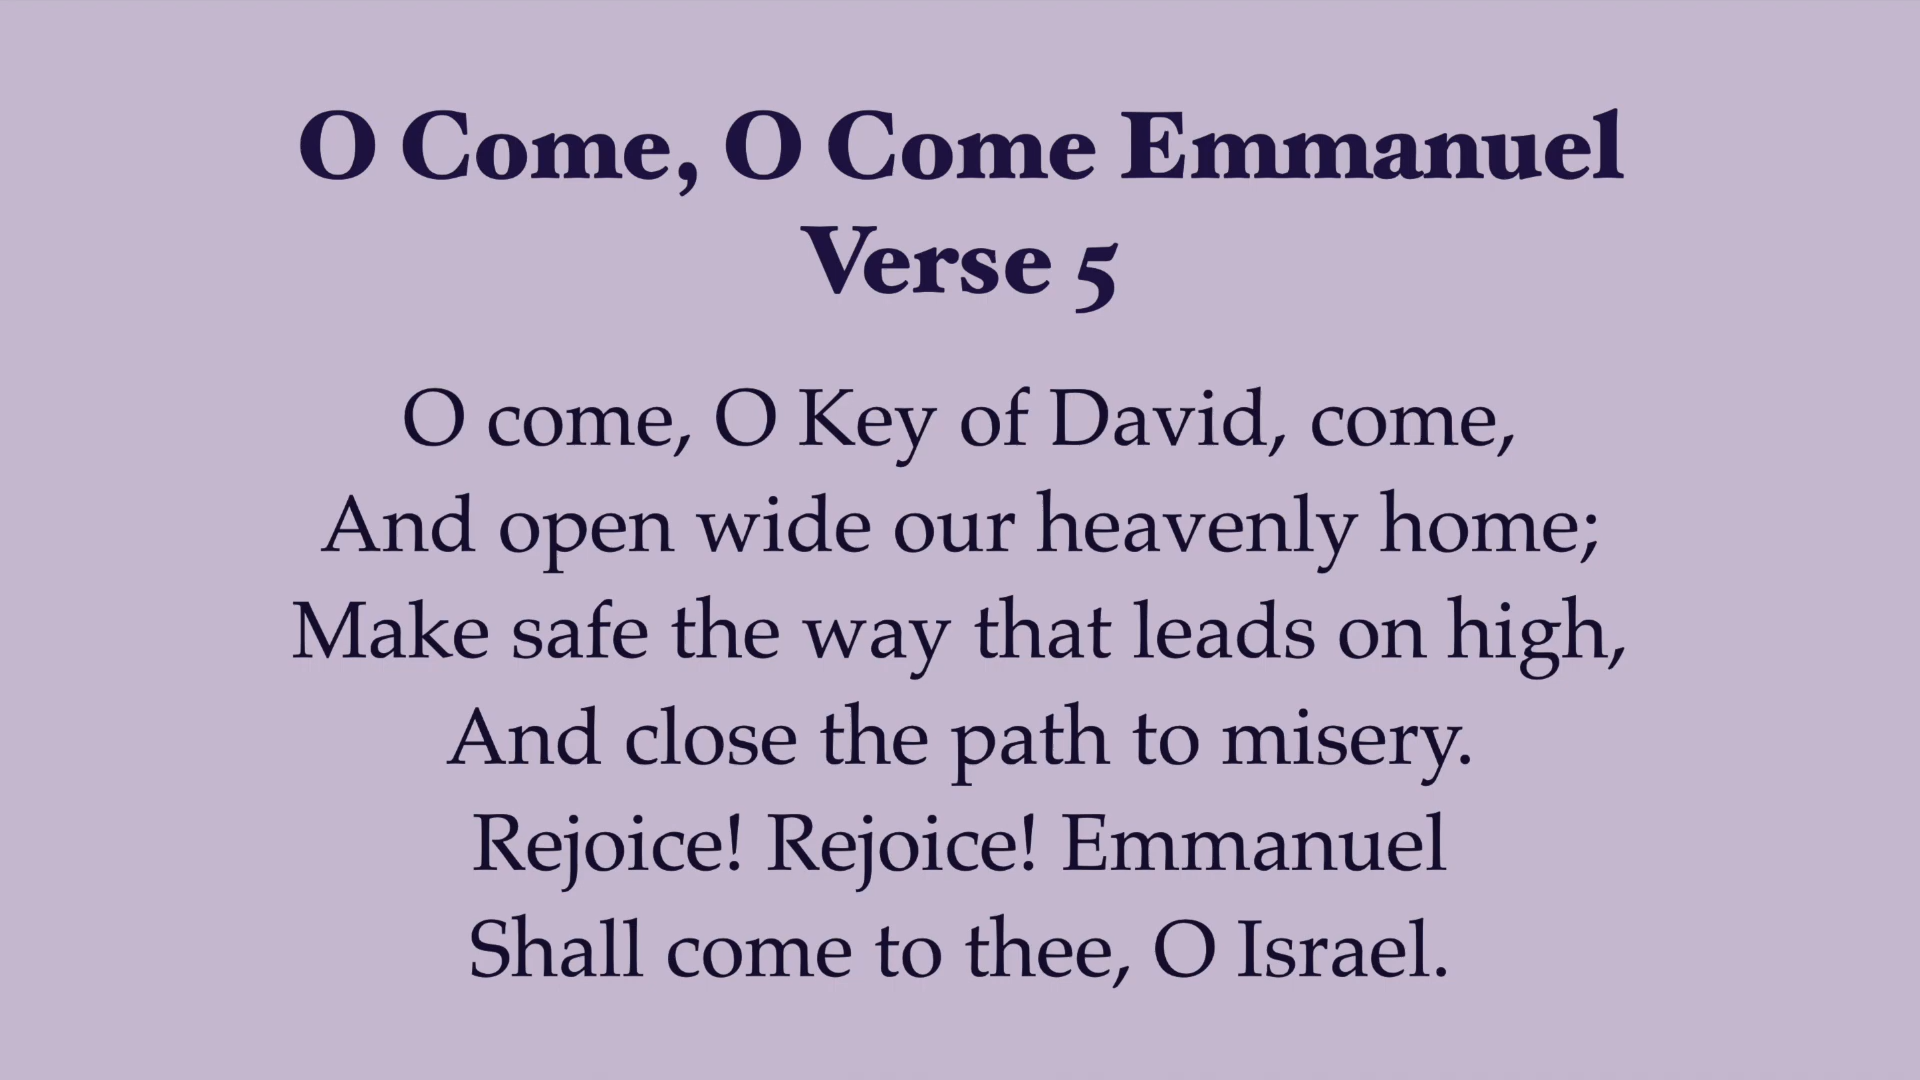 O Come, O Come Emmanuel
Verse 5
O come, O Key of David, come,
And open wide our heavenly home;
Make safe the way that leads on high,
And close the path to misery.
Rejoice! Rejoice! Emmanuel
Shall come to thee, O Israel.